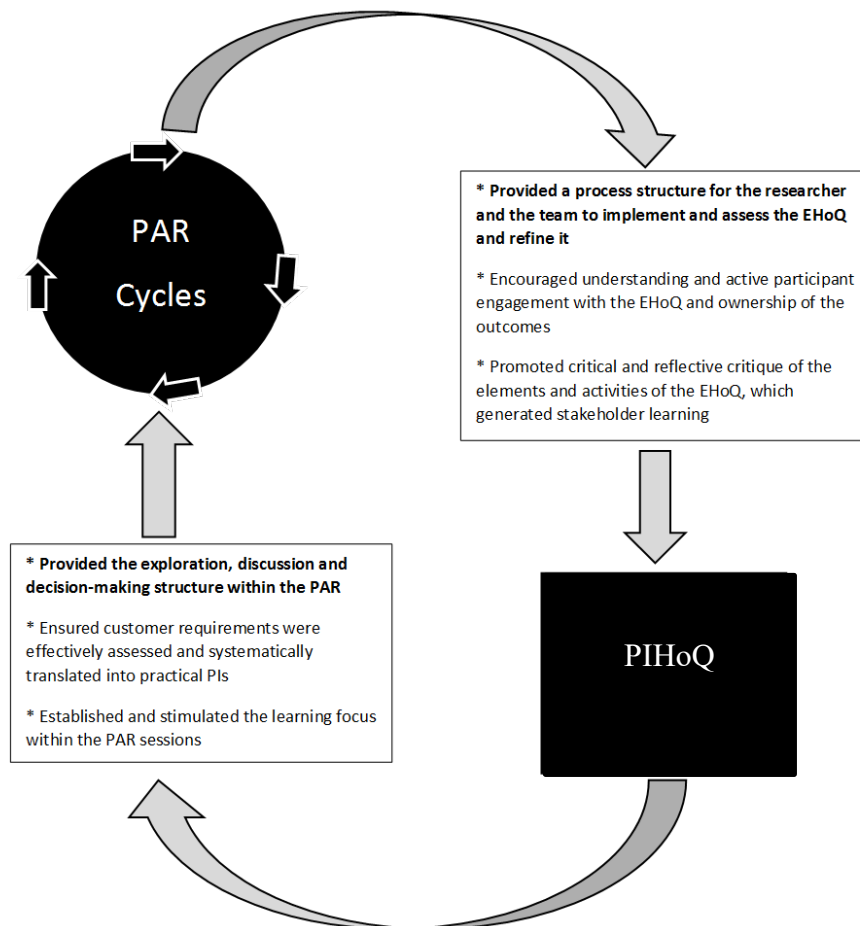 PAR
Cycles
* Provided a process structure for the researcher
and the team to implement and assess the EHoQ
and refine it
* Encouraged understanding and active participant
engagement with the EHoQ and ownership of the
outcomes
* Promoted critical and reflective critique of the
elements and activities of the EHoQ, which
generated stakeholder learning
* Provided the exploration, discussion and
decision-making structure within the PAR
* Ensured customer requirements were
effectively assessed and systematically
translated into practical PIs
* Established and stimulated the learning focus
within the PAR sessions
PIHoQ